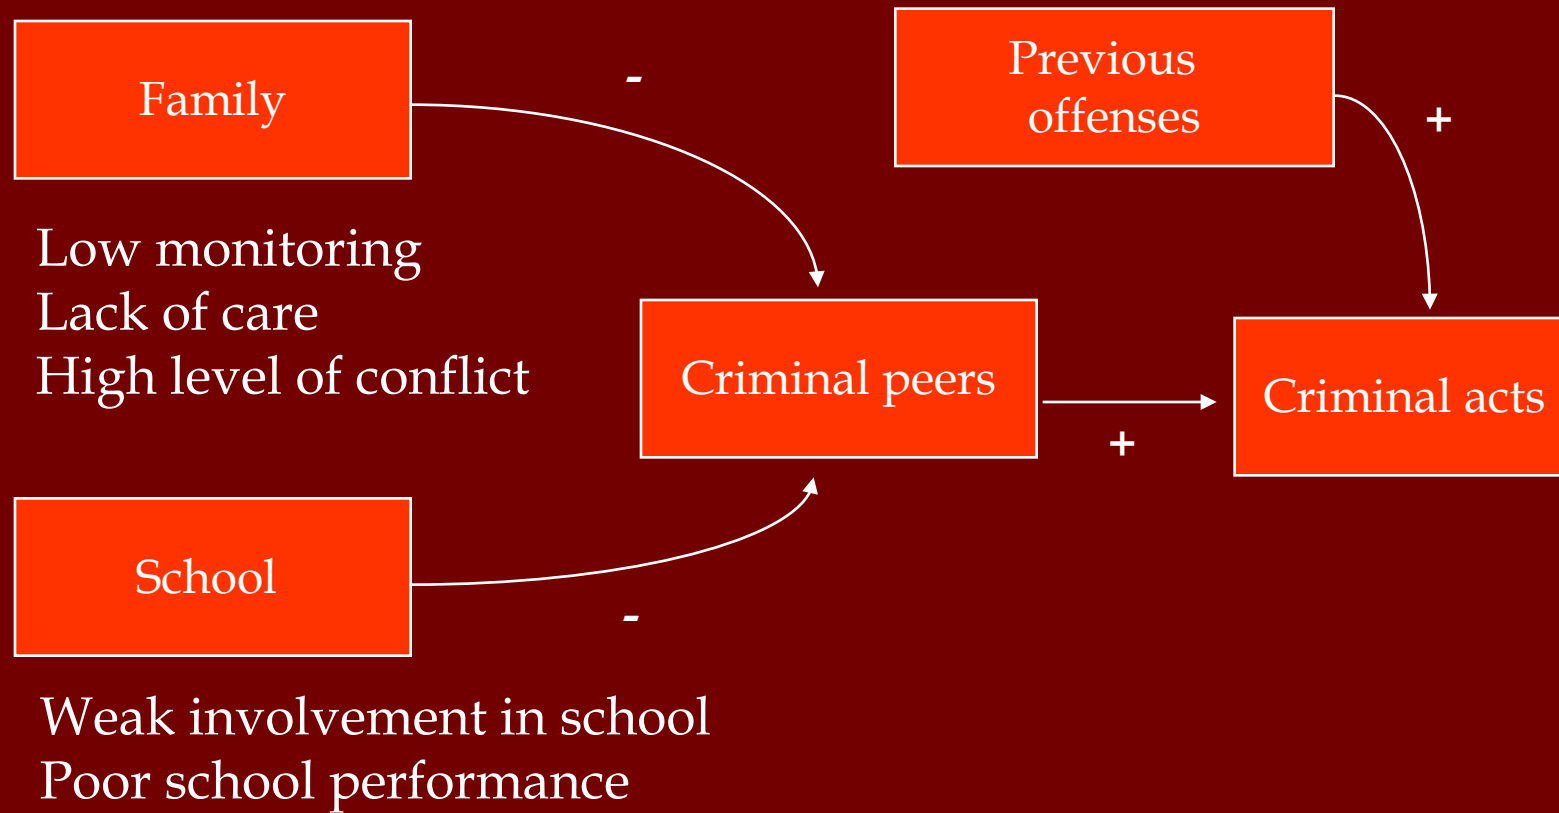 Family
-
Previous
offenses
+
Low monitoring
Lack of care
High level of conflict
Criminal peers
+
Criminal acts
School
-
Weak involvement in school
Poor school performance